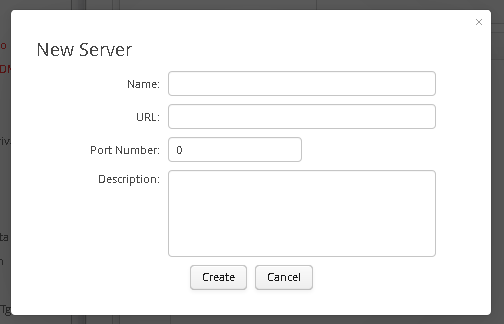 ×
New Server
Name:
URL:
Port Number: 0
Description:
Create Cancel